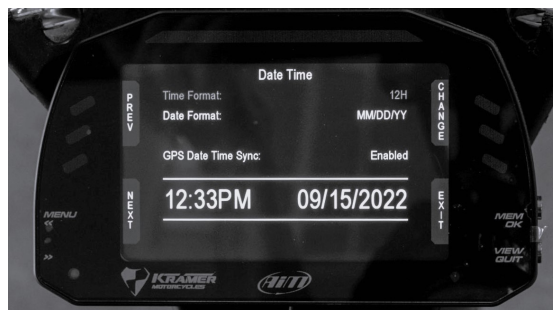 Date Time
PREV
Time Format: 12H
CHANGE
Date Format: MM/DD/YY
GPS Date Time Sync: Enabled
NEXT
12:33PM 09/15/2022
EXIT
MENU
<<
>>
MEM
OK
VIEW
QUIT
KRAMER
MOTORCYCLES
AiM